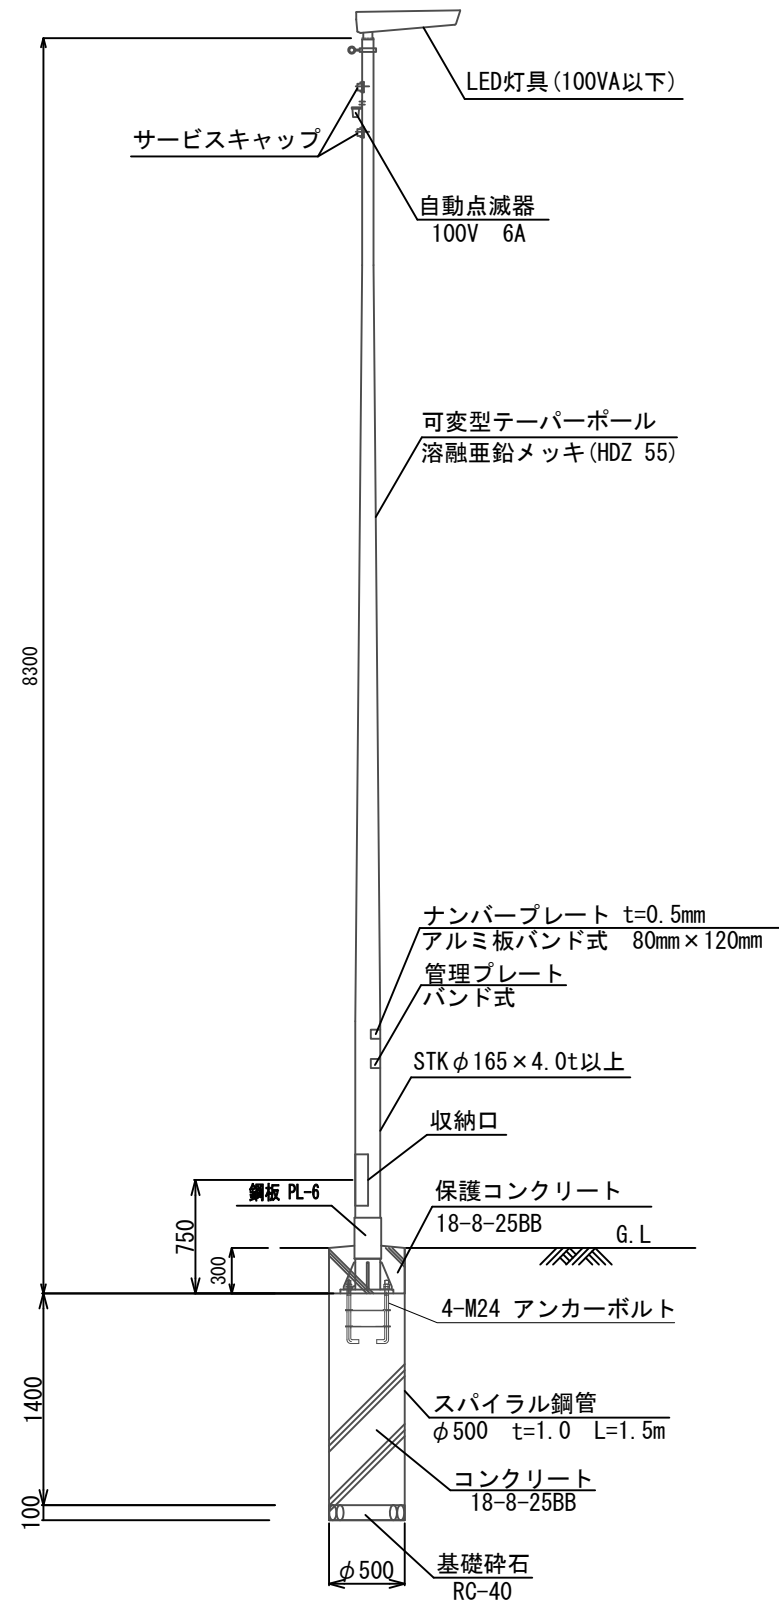 LED灯具(100VA以下)
サービスキャップ
自動点滅器
100V 6A
可変型テーパーポール
溶融亜鉛メッキ(HDZ 55)
8300
ナンバープレート t=0.5mm
アルミ板バンド式 80mm×120mm
管理プレート
バンド式
STKφ165×4.0t以上
収納口
鋼板 PL-6
保護コンクリート
18-8-25BB
G.L
750
300
4-M24 アンカーボルト
1400
スパイラル鋼管
φ500 t=1.0 L=1.5m
コンクリート
18-8-25BB
100
φ500
基礎砕石
RC-40